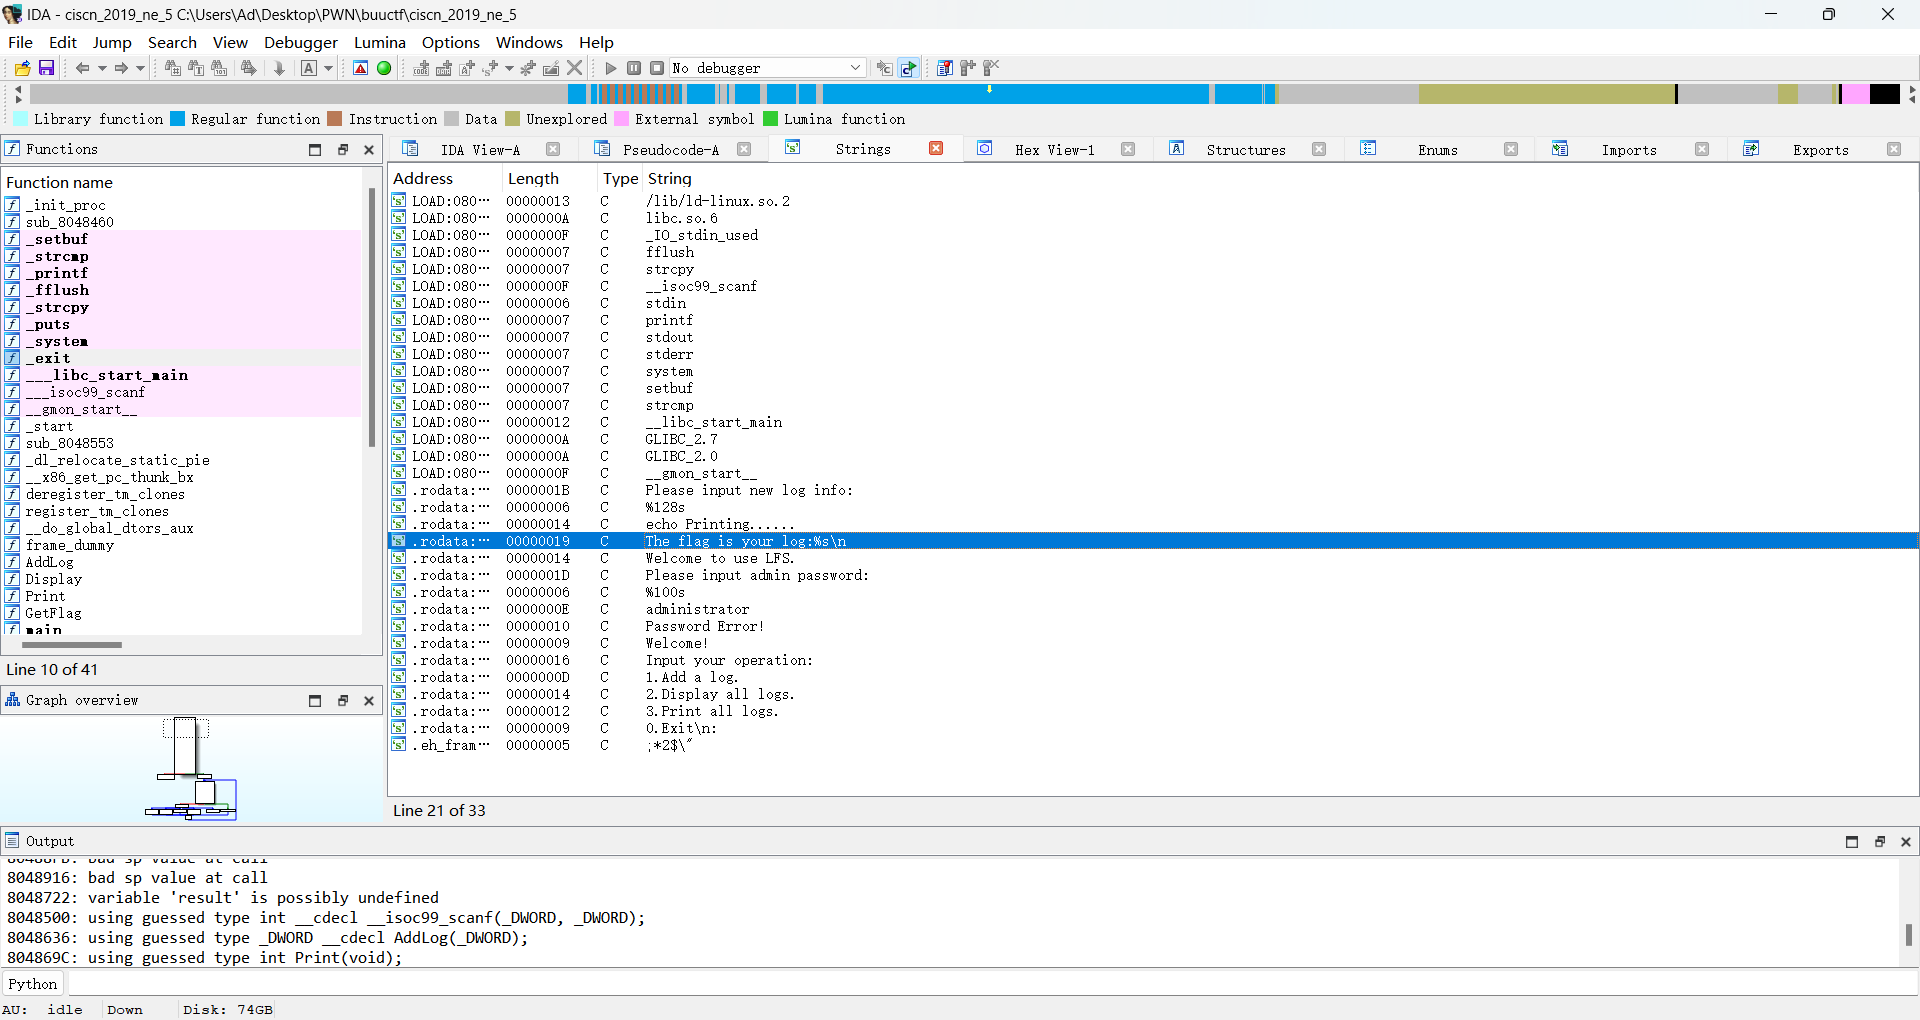 IDA - ciscn_2019_ne_5 C:\Users\Ad\Desktop\PWN\buuctf\ciscn_2019_ne_5
File Edit Jump Search View Debugger Lumina Options Windows Help
No debugger
Library function Regular function Instruction Data Unexplored External symbol Lumina function
Functions
IDA View-A Pseudocode-A Strings Hex View-1 Structures Enums Imports Exports
Function name
_init_proc
sub_8048460
_setbuf
_strcmp
_printf
_fflush
_strcpy
_puts
_system
_exit
___libc_start_main
___isoc99_scanf
__gmon_start__
_start
sub_8048553
_dl_relocate_static_pie
__x86_get_pc_thunk_bx
deregister_tm_clones
register_tm_clones
__do_global_dtors_aux
frame_dummy
AddLog
Display
Print
GetFlag
main
Line 10 of 41
Graph overview
Address Length Type String
LOAD:080… 00000013 C /lib/ld-linux.so.2
LOAD:080… 0000000A C libc.so.6
LOAD:080… 0000000F C _IO_stdin_used
LOAD:080… 00000007 C fflush
LOAD:080… 00000007 C strcpy
LOAD:080… 0000000F C __isoc99_scanf
LOAD:080… 00000006 C stdin
LOAD:080… 00000007 C printf
LOAD:080… 00000007 C stdout
LOAD:080… 00000007 C stderr
LOAD:080… 00000007 C system
LOAD:080… 00000007 C setbuf
LOAD:080… 00000007 C strcmp
LOAD:080… 00000012 C __libc_start_main
LOAD:080… 0000000A C GLIBC_2.7
LOAD:080… 0000000A C GLIBC_2.0
LOAD:080… 0000000F C __gmon_start__
.rodata:… 0000001B C Please input new log info:
.rodata:… 00000006 C %128s
.rodata:… 00000014 C echo Printing......
.rodata:… 00000019 C The flag is your log:%s\n
.rodata:… 00000014 C Welcome to use LFS.
.rodata:… 0000001D C Please input admin password:
.rodata:… 00000006 C %100s
.rodata:… 0000000E C administrator
.rodata:… 00000010 C Password Error!
.rodata:… 00000009 C Welcome!
.rodata:… 00000016 C Input your operation:
.rodata:… 0000000D C 1.Add a log.
.rodata:… 00000014 C 2.Display all logs.
.rodata:… 00000012 C 3.Print all logs.
.rodata:… 00000009 C 0.Exit\n:
.eh_fram… 00000005 C ;*2$\"
Line 21 of 33
Output
80488FB: bad sp value at call
8048916: bad sp value at call
8048722: variable 'result' is possibly undefined
8048500: using guessed type int __cdecl __isoc99_scanf(_DWORD, _DWORD);
8048636: using guessed type _DWORD __cdecl AddLog(_DWORD);
804869C: using guessed type int Print(void);
Python
AU: idle Down Disk: 74GB